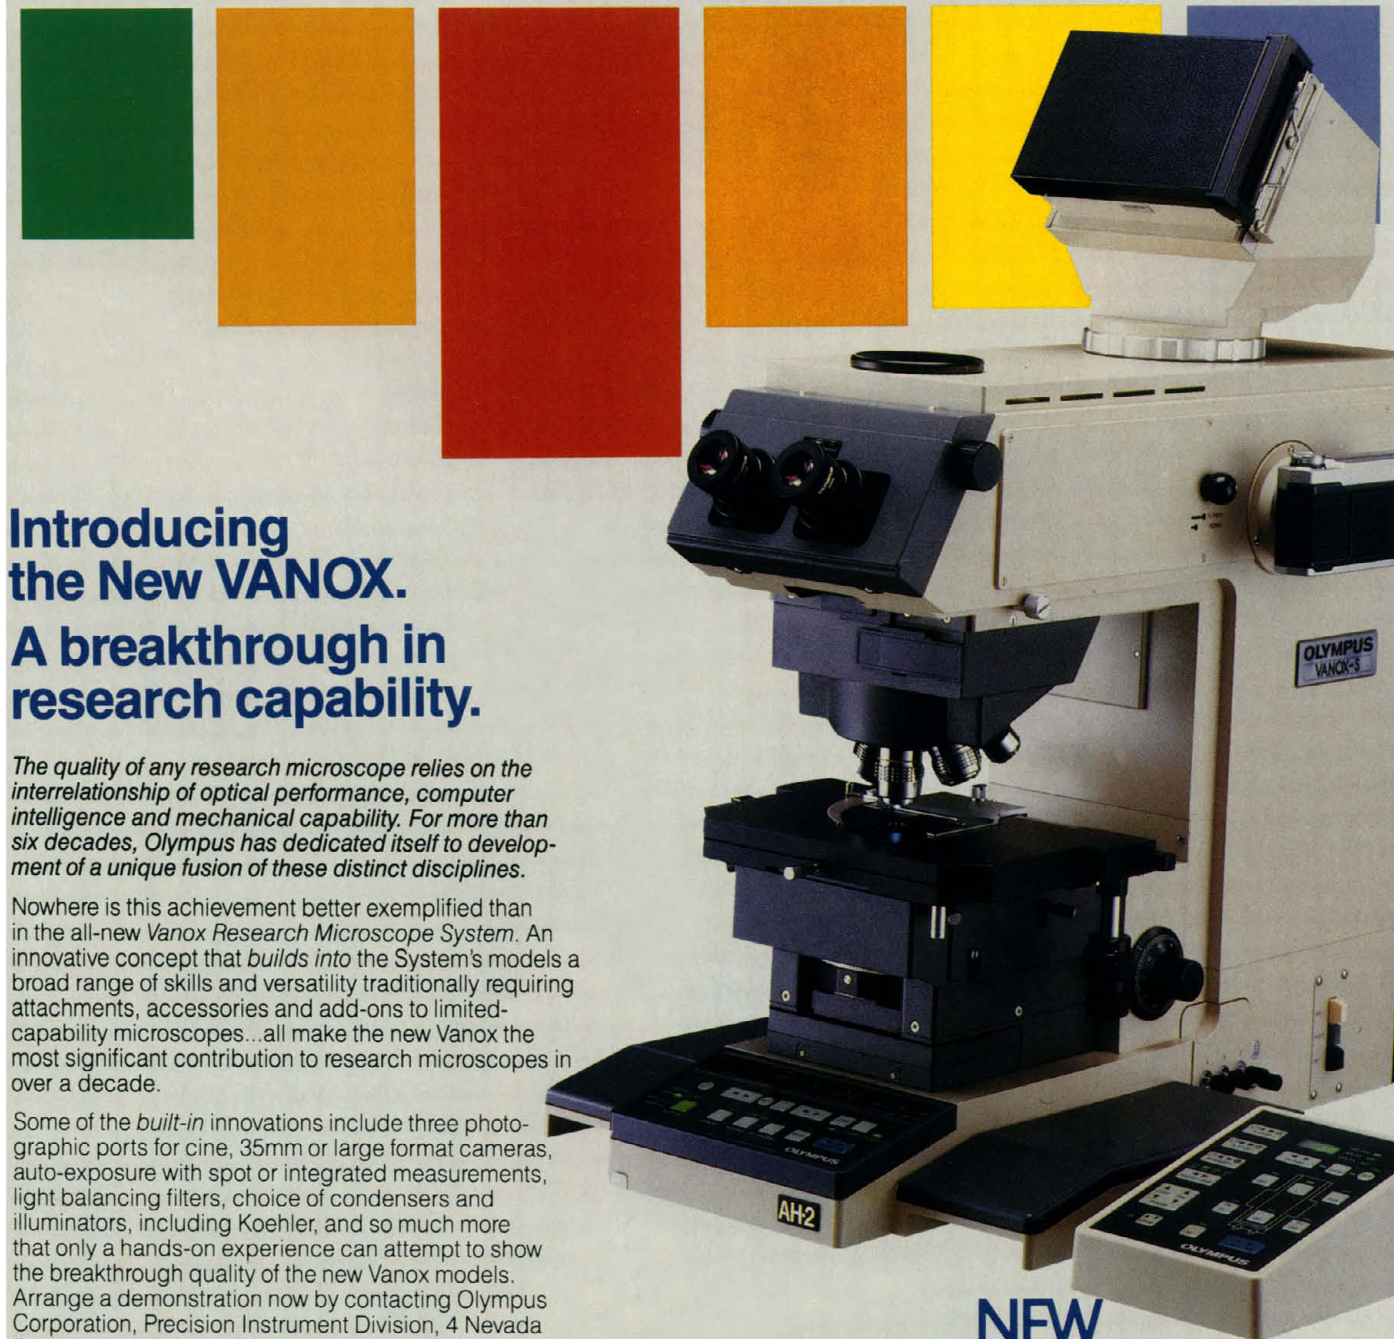 Introducing
the New VANOX.
A breakthrough in
research capability.
The quality of any research microscope relies on the
interrelationship of optical performance, computer
intelligence and mechanical capability. For more than
six decades, Olympus has dedicated itself to develop-
ment of a unique fusion of these distinct disciplines.
Nowhere is this achievement better exemplified than
in the all-new Vanox Research Microscope System. An
innovative concept that builds into the System's models a
broad range of skills and versatility traditionally requiring
attachments, accessories and add-ons to limited-
capability microscopes...all make the new Vanox the
most significant contribution to research microscopes in
over a decade.
Some of the built-in innovations include three photo-
graphic ports for cine, 35mm or large format cameras,
auto-exposure with spot or integrated measurements,
light balancing filters, choice of condensers and
illuminators, including Koehler, and so much more
that only a hands-on experience can attempt to show
the breakthrough quality of the new Vanox models.
Arrange a demonstration now by contacting Olympus
Corporation, Precision Instrument Division, 4 Nevada
OLYMPUS
VANOX-S
OLYMPUS
AH-2
OLYMPUS
NEW